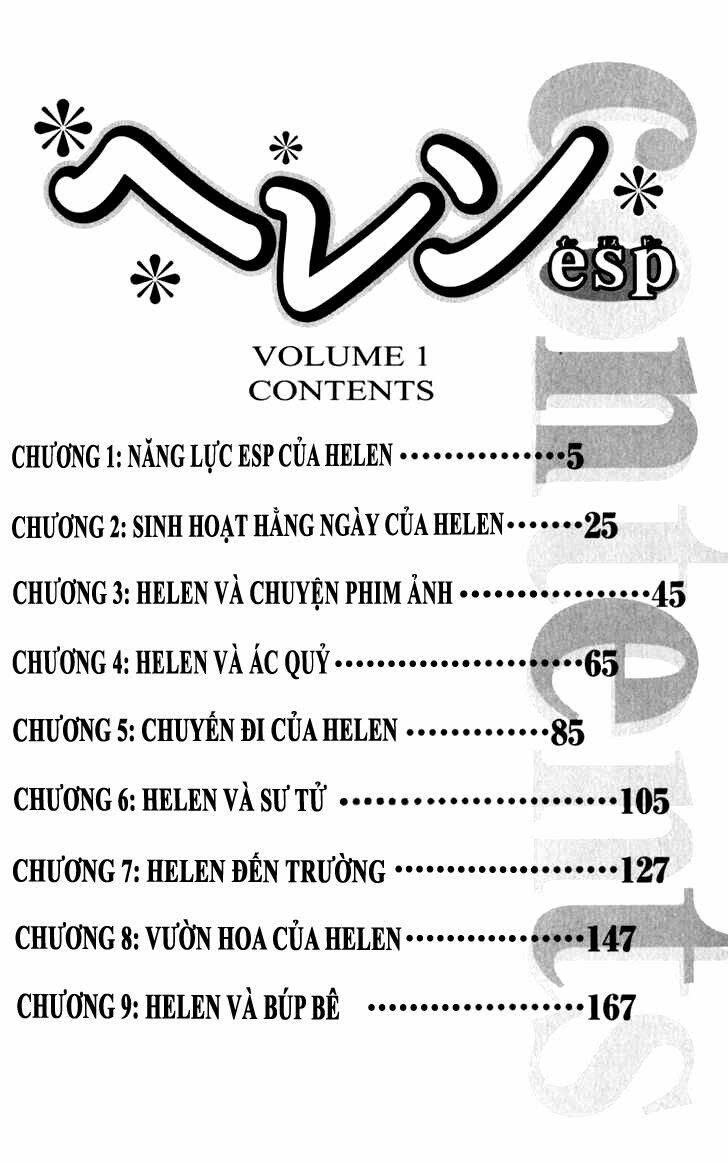 ヘレン
esp
VOLUME 1
CONTENTS
Contents
CHƯƠNG 1: NĂNG LỰC ESP CỦA HELEN ··············· 5
CHƯƠNG 2: SINH HOẠT HẰNG NGÀY CỦA HELEN ······· 25
CHƯƠNG 3: HELEN VÀ CHUYỆN PHIM ẢNH ················· 45
CHƯƠNG 4: HELEN VÀ ÁC QUỶ ······················ 65
CHƯƠNG 5: CHUYẾN ĐI CỦA HELEN ············· 85
CHƯƠNG 6: HELEN VÀ SƯ TỬ ························· 105
CHƯƠNG 7: HELEN ĐẾN TRƯỜNG ···················· 127
CHƯƠNG 8: VƯỜN HOA CỦA HELEN ················ 147
CHƯƠNG 9: HELEN VÀ BÚP BÊ ··················· 167